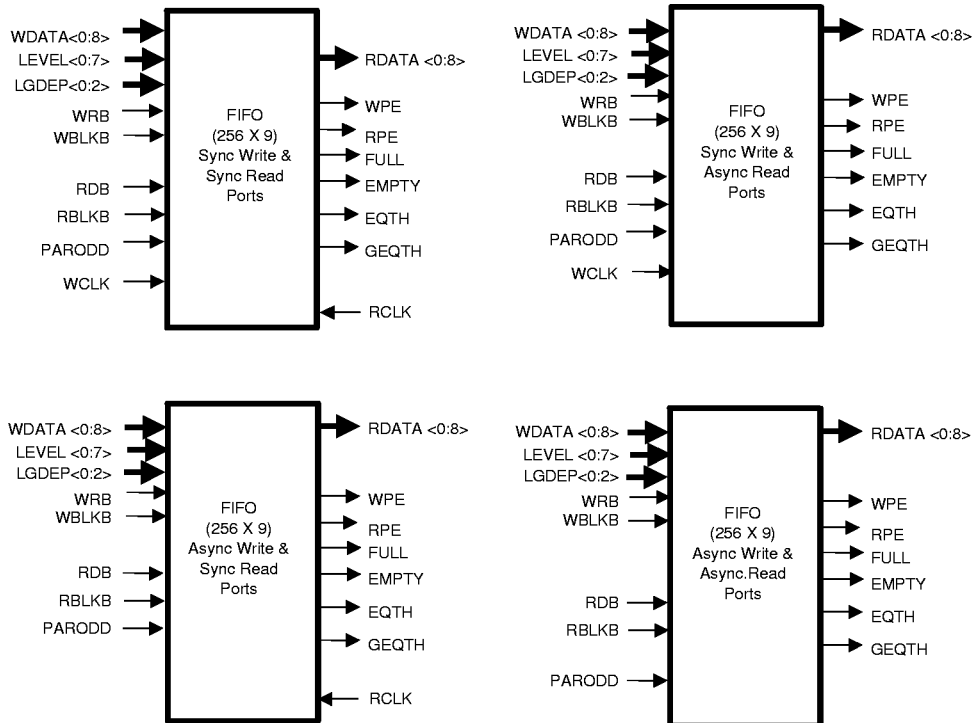 WDATA<0:8>
LEVEL<0:7>
LGDEP<0:2>
WRB
WBLKB
RDB
RBLKB
PARODD
WCLK
FIFO
(256 X 9)
Sync Write &
Sync Read
Ports
RDATA <0:8>
WPE
RPE
FULL
EMPTY
EQTH
GEQTH
RCLK
WDATA <0:8>
LEVEL <0:7>
LGDEP<0:2>
WRB
WBLKB
RDB
RBLKB
PARODD
WCLK
FIFO
(256 X 9)
Sync Write &
Async Read
Ports
RDATA <0:8>
WPE
RPE
FULL
EMPTY
EQTH
GEQTH
WDATA <0:8>
LEVEL <0:7>
LGDEP<0:2>
WRB
WBLKB
RDB
RBLKB
PARODD
FIFO
(256 X 9)
Async Write &
Sync Read
Ports
RDATA <0:8>
WPE
RPE
FULL
EMPTY
EQTH
GEQTH
RCLK
WDATA <0:8>
LEVEL <0:7>
LGDEP<0:2>
WRB
WBLKB
RDB
RBLKB
PARODD
FIFO
(256 X 9)
Async Write &
Async.Read
Ports
RDATA <0:8>
WPE
RPE
FULL
EMPTY
EQTH
GEQTH